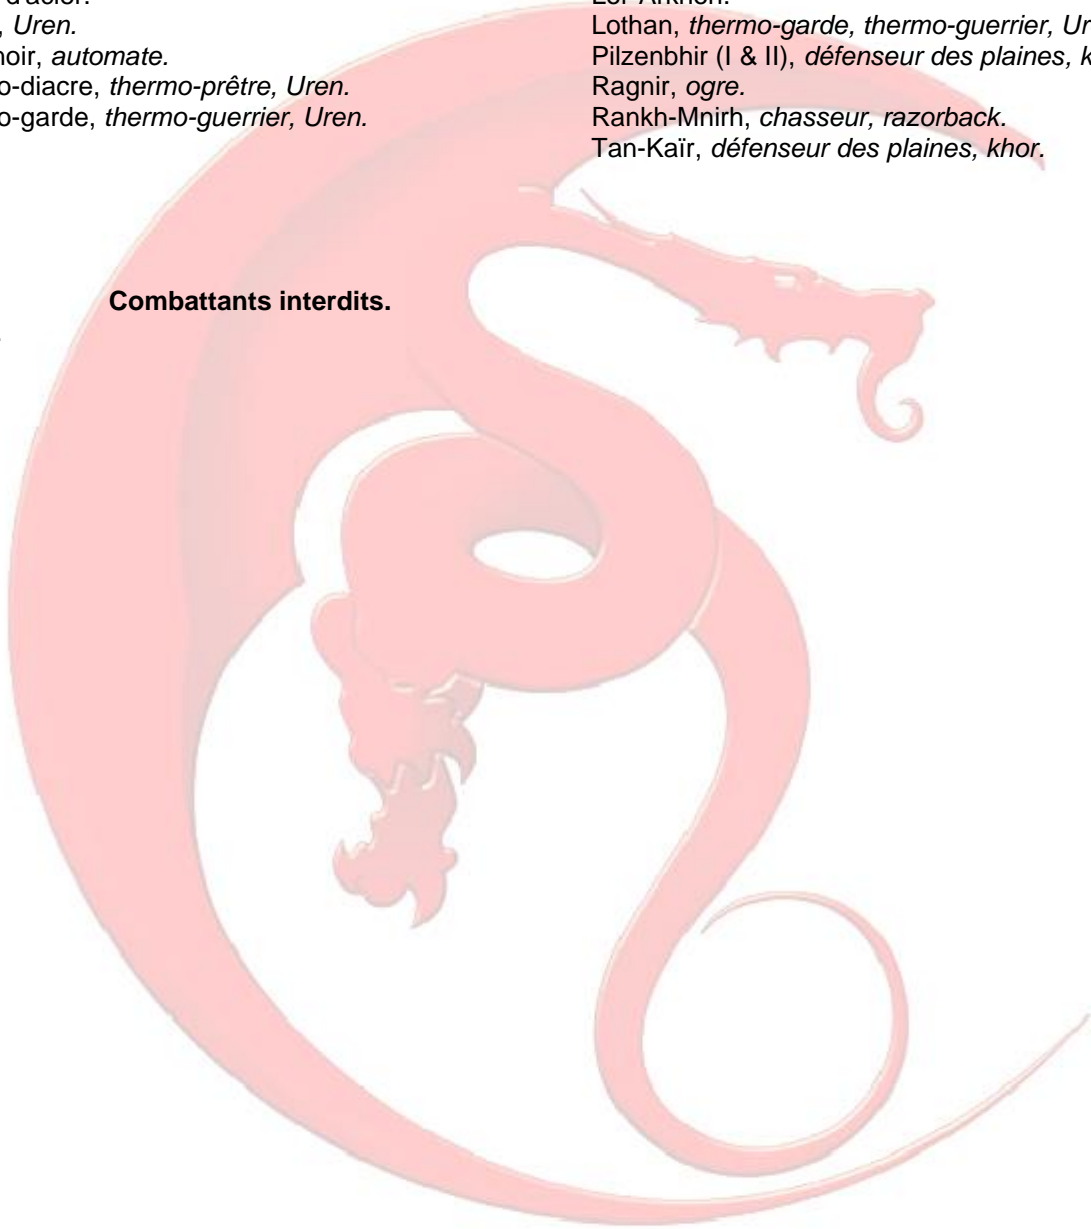 d'acier.
, Uren.
noir, automate.
o-diacre, thermo-prêtre, Uren.
o-garde, thermo-guerrier, Uren.
Lothan, thermo-garde, thermo-guerrier, Ur
Pilzenbhir (I & II), défenseur des plaines, k
Ragnir, ogre.
Rankh-Mnirh, chasseur, razorback.
Tan-Kaïr, défenseur des plaines, khor.
Combattants interdits.